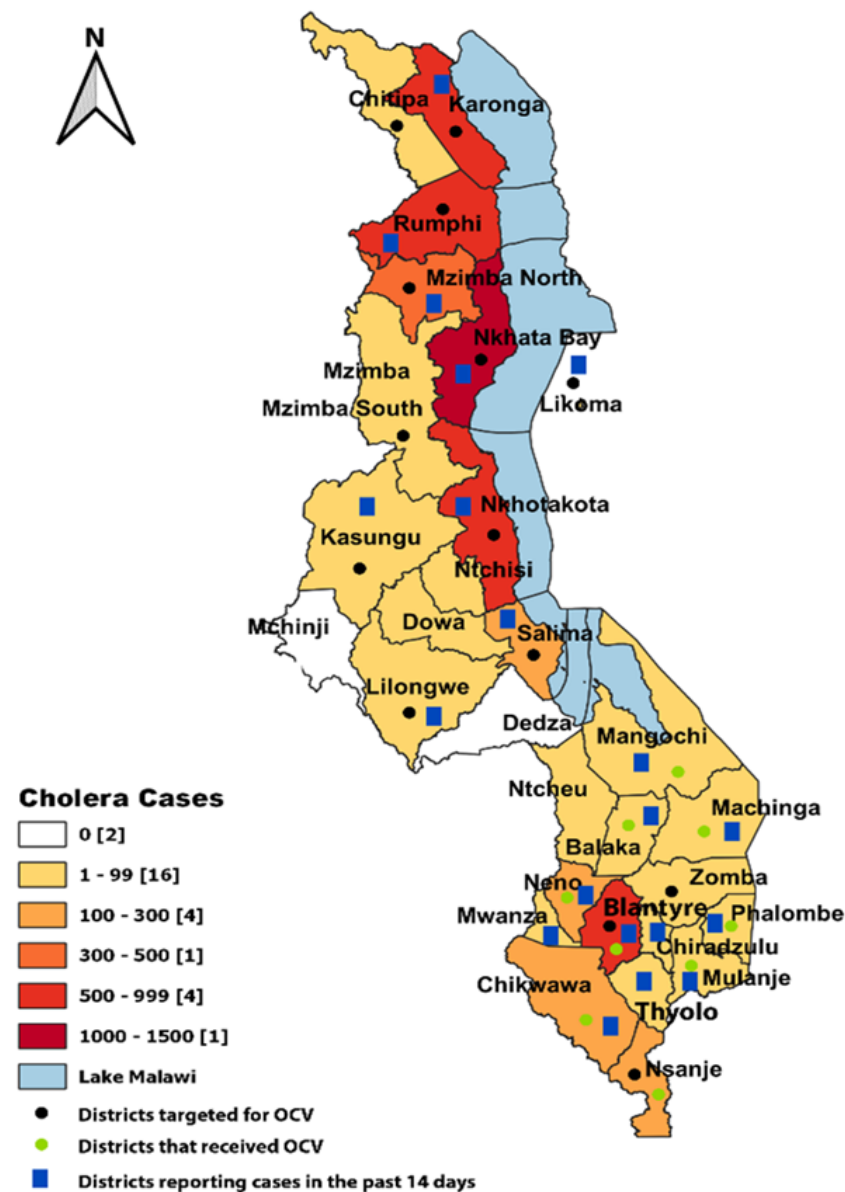 N
Chitipa
Karonga
Rumphi
Mzimba North
Nkhata Bay
Mzimba
Mzimba South
Likoma
Nkhotakota
Kasungu
Ntchisi
Mchinji
Dowa
Salima
Lilongwe
Dedza
Mangochi
Ntcheu
Machinga
Balaka
Neno
Zomba
Mwanza
Blantyre
Phalombe
Chiradzulu
Chikwawa
Mulanje
Thyolo
Nsanje
Cholera Cases
0 [2]
1 - 99 [16]
100 - 300 [4]
300 - 500 [1]
500 - 999 [4]
1000 - 1500 [1]
Lake Malawi
Districts targeted for OCV
Districts that received OCV
Districts reporting cases in the past 14 days